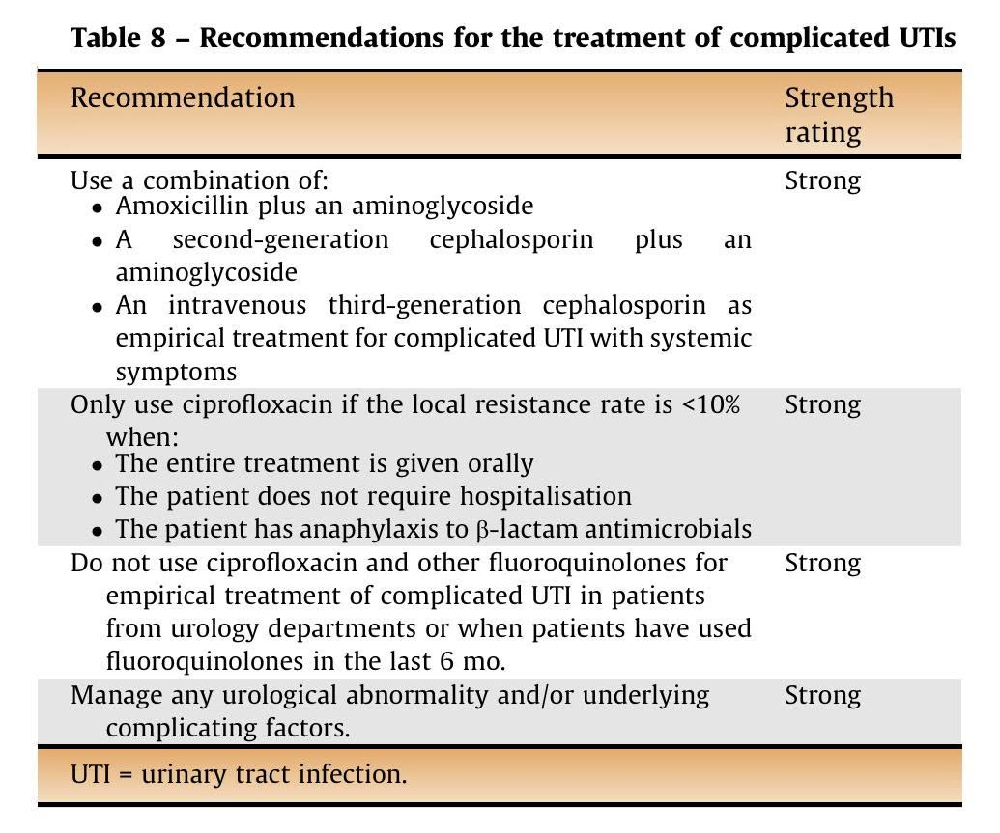 Table 8 – Recommendations for the treatment of complicated UTIs
Recommendation
Strength
rating
Use a combination of:
Strong
• Amoxicillin plus an aminoglycoside
• A second-generation cephalosporin plus an
aminoglycoside
• An intravenous third-generation cephalosporin as
empirical treatment for complicated UTI with systemic
symptoms
Only use ciprofloxacin if the local resistance rate is <10%
Strong
when:
• The entire treatment is given orally
• The patient does not require hospitalisation
• The patient has anaphylaxis to β-lactam antimicrobials
Do not use ciprofloxacin and other fluoroquinolones for
Strong
empirical treatment of complicated UTI in patients
from urology departments or when patients have used
fluoroquinolones in the last 6 mo.
Manage any urological abnormality and/or underlying
Strong
complicating factors.
UTI = urinary tract infection.